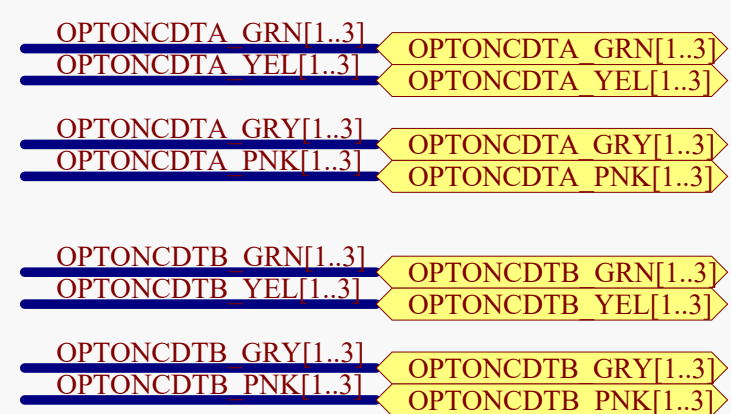 OPTONCDTA_GRN[1..3] OPTONCDTA_GRN[1..3]
OPTONCDTA_YEL[1..3] OPTONCDTA_YEL[1..3]
OPTONCDTA_GRY[1..3] OPTONCDTA_GRY[1..3]
OPTONCDTA_PNK[1..3] OPTONCDTA_PNK[1..3]
OPTONCDTB_GRN[1..3] OPTONCDTB_GRN[1..3]
OPTONCDTB_YEL[1..3] OPTONCDTB_YEL[1..3]
OPTONCDTB_GRY[1..3] OPTONCDTB_GRY[1..3]
OPTONCDTB_PNK[1..3] OPTONCDTB_PNK[1..3]